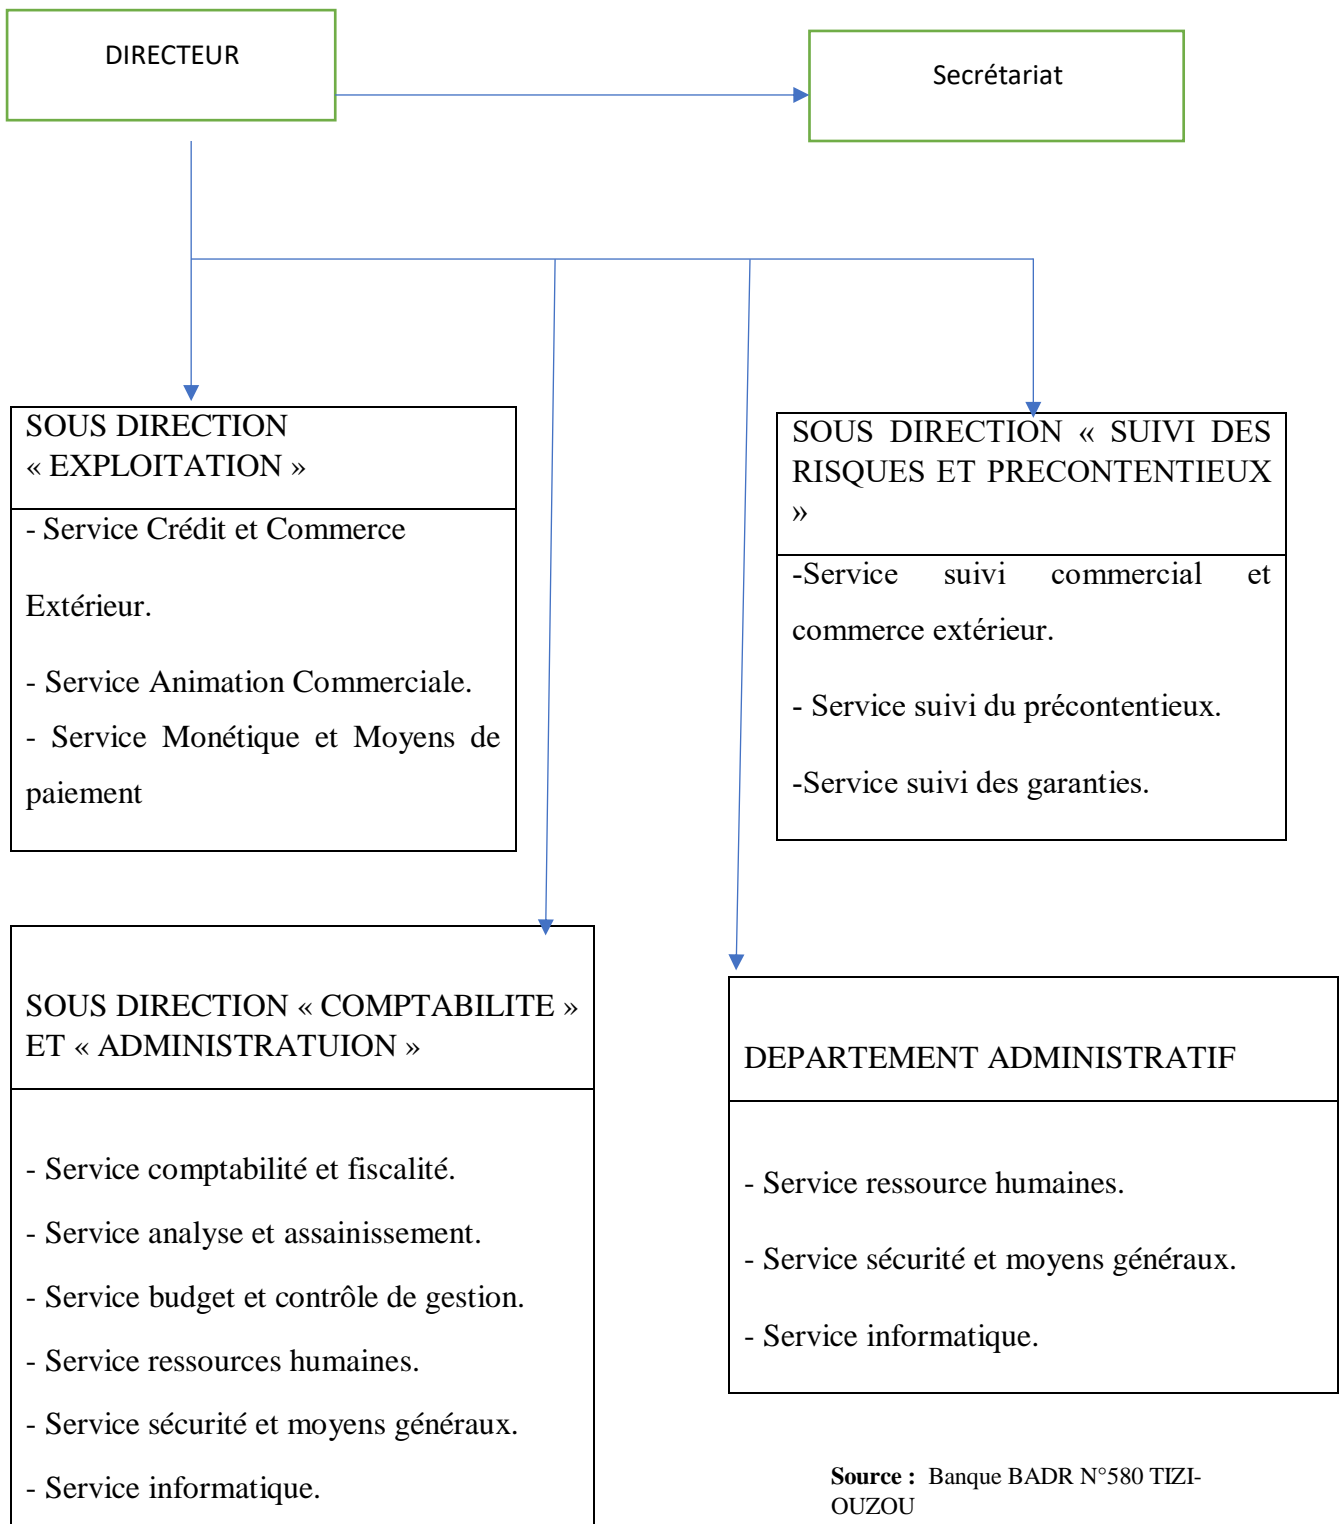 DIRECTEUR
Secrétariat
SOUS DIRECTION
« EXPLOITATION »
- Service Crédit et Commerce
Extérieur.
- Service Animation Commerciale.
- Service Monétique et Moyens de
paiement
SOUS DIRECTION « SUIVI DES
RISQUES ET PRECONTENTIEUX
»
-Service suivi commercial et
commerce extérieur.
- Service suivi du précontentieux.
-Service suivi des garanties.
SOUS DIRECTION « COMPTABILITE »
ET « ADMINISTRATUION »
- Service comptabilité et fiscalité.
- Service analyse et assainissement.
- Service budget et contrôle de gestion.
- Service ressources humaines.
- Service sécurité et moyens généraux.
- Service informatique.
DEPARTEMENT ADMINISTRATIF
- Service ressource humaines.
- Service sécurité et moyens généraux.
- Service informatique.
Source : Banque BADR N°580 TIZI-
OUZOU